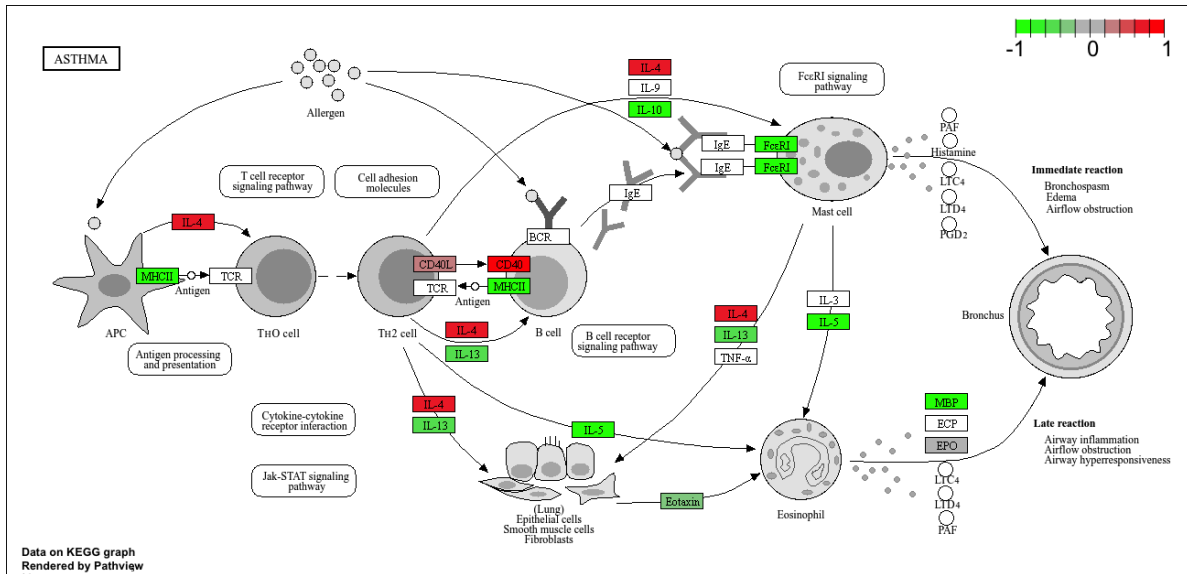 ASTHMA
-1 0 1
Allergen
IL-4
IL-9
IL-10
FcεRI signaling
pathway
T cell receptor
signaling pathway
Cell adhesion
molecules
IgE
FcεRI
IgE
FcεRI
IgE
Mast cell
PAF
Histamine
LTC4
LTD4
PGD2
Immediate reaction
Bronchospasm
Edema
Airflow obstruction
IL-4
MHCII
Antigen
TCR
APC
TH0 cell
BCR
CD40L
CD40
TCR
Antigen
MHCII
TH2 cell
B cell
IL-4
IL-13
B cell receptor
signaling pathway
Antigen processing
and presentation
IL-4
IL-13
TNF-α
IL-3
IL-5
Bronchus
Cytokine-cytokine
receptor interaction
Jak-STAT signaling
pathway
IL-4
IL-13
IL-5
(Lung)
Epithelial cells
Smooth muscle cells
Fibroblasts
Eotaxin
Eosinophil
MBP
ECP
EPO
LTC4
LTD4
PAF
Late reaction
Airway inflammation
Airflow obstruction
Airway hyperresponsiveness
Data on KEGG graph
Rendered by Pathview